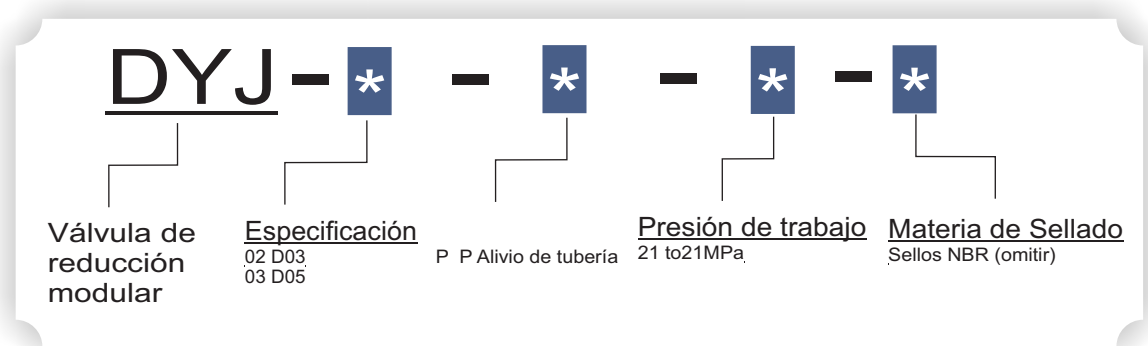 DYJ - * - * - * - *
Válvula de
reducción
modular
Especificación
02 D03
03 D05
P P Alivio de tubería
Presión de trabajo
21 to21MPa
Materia de Sellado
Sellos NBR (omitir)